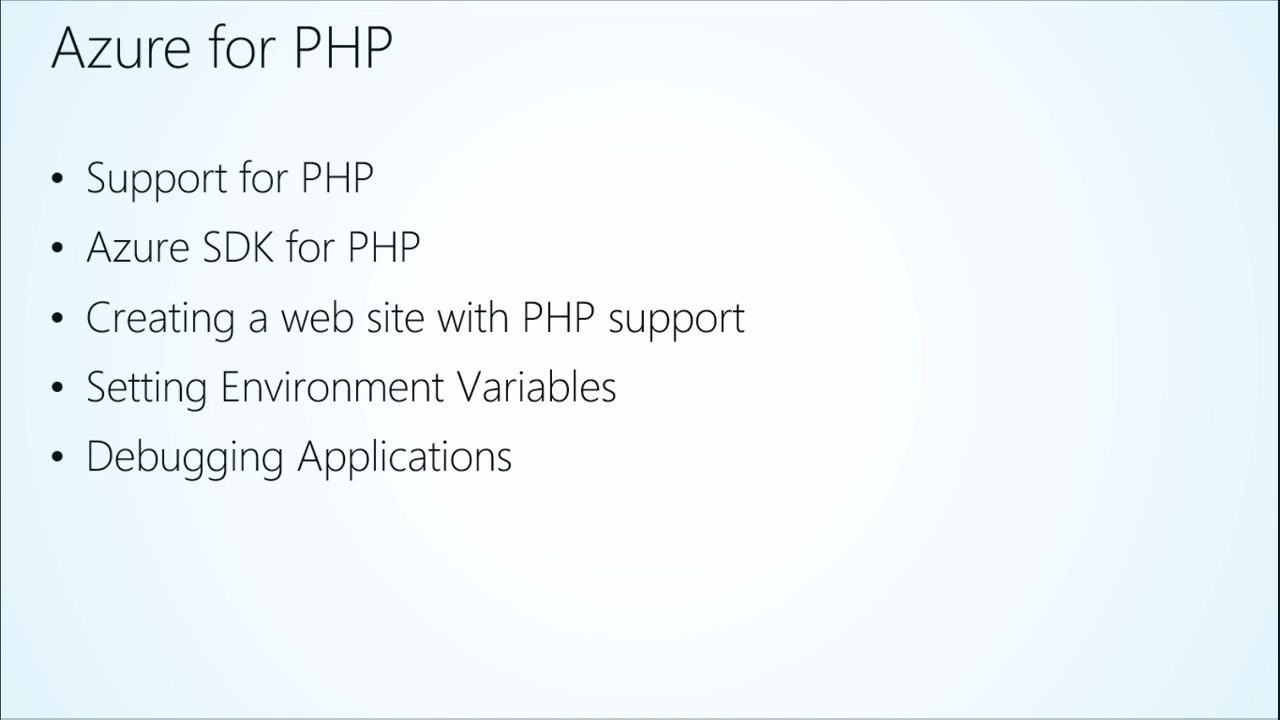 Azure for PHP
• Support for PHP
• Azure SDK for PHP
• Creating a web site with PHP support
• Setting Environment Variables
• Debugging Applications